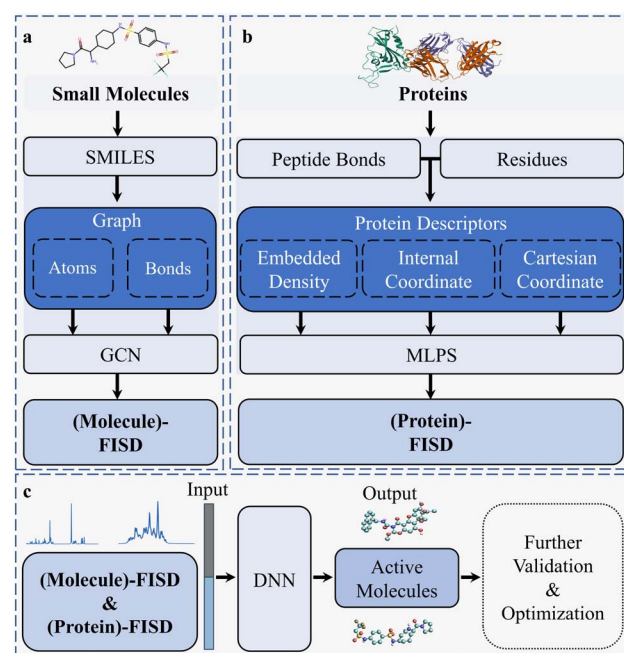 a
Small Molecules
SMILES
Graph
Atoms
Bonds
GCN
(Molecule)-
FISD
b
Proteins
Peptide Bonds
Residues
Protein Descriptors
Embedded
Density
Internal
Coordinate
Cartesian
Coordinate
MLPS
(Protein)-
FISD
c
Input
Output
(Molecule)-FISD
&
(Protein)-FISD
DNN
Active
Molecules
Further
Validation
&
Optimization